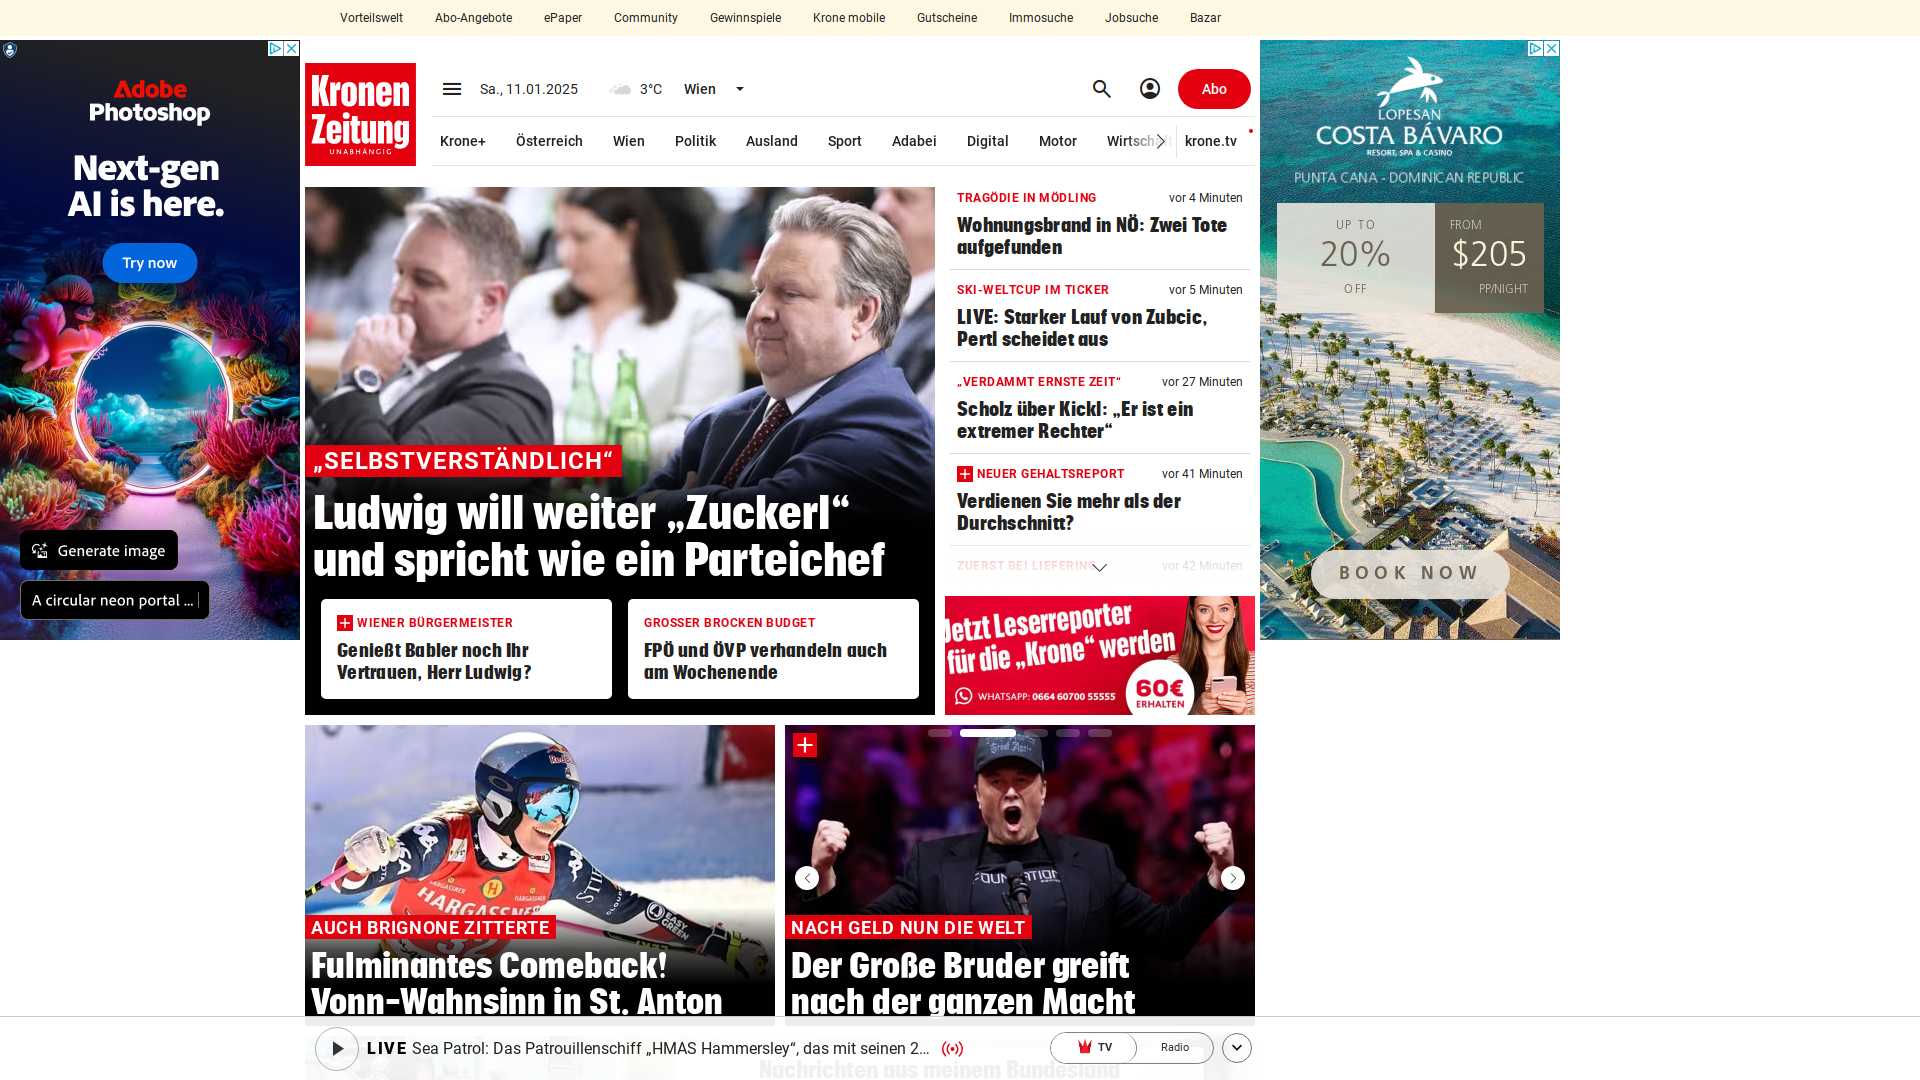 Vorteilswelt
Abo-Angebote
ePaper
Community
Gewinnspiele
Krone mobile
Gutscheine
Immosuche
Jobsuche
Bazar
Adobe
Photoshop
Next-gen
AI is here.
Try now
Generate image
A circular neon portal ...
Kronen
Zeitung
UNABHÄNGIG
Sa., 11.01.2025
3°C
Wien
Abo
Krone+
Österreich
Wien
Politik
Ausland
Sport
Adabei
Digital
Motor
Wirtschaft
krone.tv
„SELBSTVERSTÄNDLICH“
Ludwig will weiter „Zuckerl“
und spricht wie ein Parteichef
WIENER BÜRGERMEISTER
Genießt Babler noch Ihr
Vertrauen, Herr Ludwig?
GROSSER BROCKEN BUDGET
FPÖ und ÖVP verhandeln auch
am Wochenende
TRAGÖDIE IN MÖDLING
vor 4 Minuten
Wohnungsbrand in NÖ: Zwei Tote
aufgefunden
SKI-WELTCUP IM TICKER
vor 5 Minuten
LIVE: Starker Lauf von Zubcic,
Pertl scheidet aus
„VERDAMMT ERNSTE ZEIT“
vor 27 Minuten
Scholz über Kickl: „Er ist ein
extremer Rechter“
NEUER GEHALTSREPORT
vor 41 Minuten
Verdienen Sie mehr als der
Durchschnitt?
ZUERST BEI LIEFERING
vor 42 Minuten
Jetzt Leserreporter
für die „Krone“ werden
WHATSAPP: 0664 60700 55555
60€
ERHALTEN
LOPESAN
COSTA BÁVARO
RESORT, SPA & CASINO
PUNTA CANA - DOMINICAN REPUBLIC
UP TO
20%
OFF
FROM
$205
PP/NIGHT
BOOK NOW
Red Bull
HARGASSNER
HARGASSNER
EASY
GREEN
AUCH BRIGNONE ZITTERTE
Fulminantes Comeback!
Vonn-Wahnsinn in St. Anton
FOUNDATION
NACH GELD NUN DIE WELT
Der Große Bruder greift
nach der ganzen Macht
LIVE Sea Patrol: Das Patrouillenschiff „HMAS Hammersley“, das mit seinen 2...
TV
Radio
Nachrichten aus meinem Bundesland